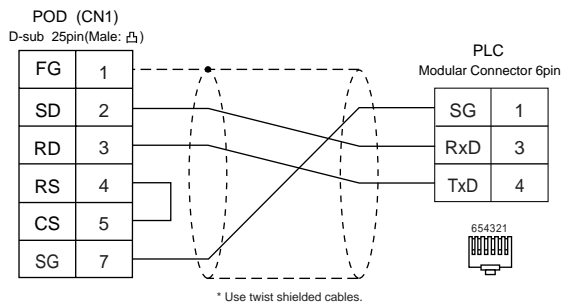 POD (CN1)
D-sub 25pin(Male: 凸)
FG 1
SD 2
RD 3
RS 4
CS 5
SG 7
PLC
Modular Connector 6pin
SG 1
RxD 3
TxD 4
654321
* Use twist shielded cables.